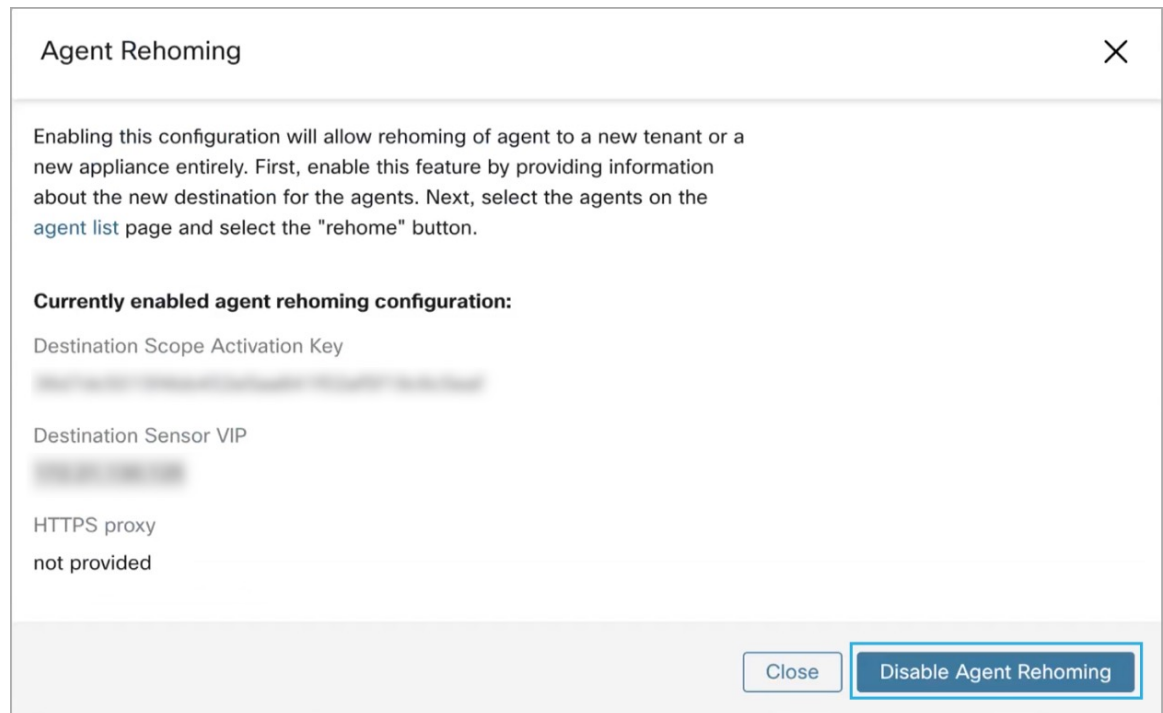 Agent Rehoming
Enabling this configuration will allow rehoming of agent to a new tenant or a
new appliance entirely. First, enable this feature by providing information
about the new destination for the agents. Next, select the agents on the
agent list page and select the "rehome" button.
Currently enabled agent rehoming configuration:
Destination Scope Activation Key
Destination Sensor VIP
HTTPS proxy
not provided
Close
Disable Agent Rehoming